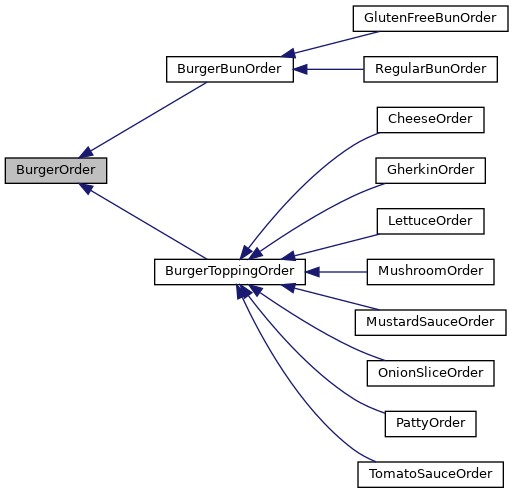 GlutenFreeBunOrder
BurgerBunOrder
RegularBunOrder
CheeseOrder
BurgerOrder
GherkinOrder
LettuceOrder
BurgerToppingOrder
MushroomOrder
MustardSauceOrder
OnionSliceOrder
PattyOrder
TomatoSauceOrder